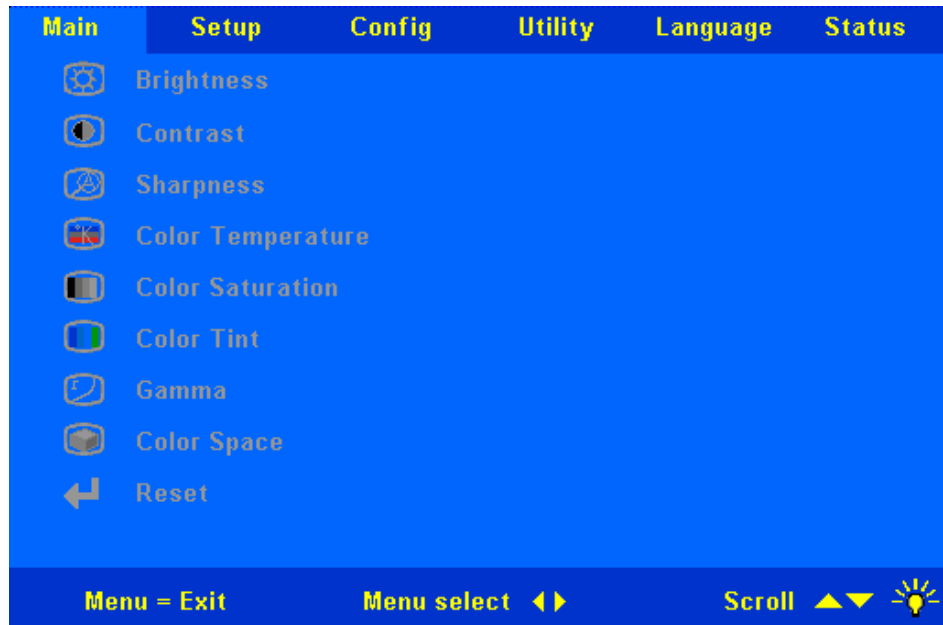 Main Setup Config Utility Language Status
Brightness
Contrast
Sharpness
°K Color Temperature
Color Saturation
Color Tint
Gamma
Color Space
Reset
Menu = Exit Menu select Scroll